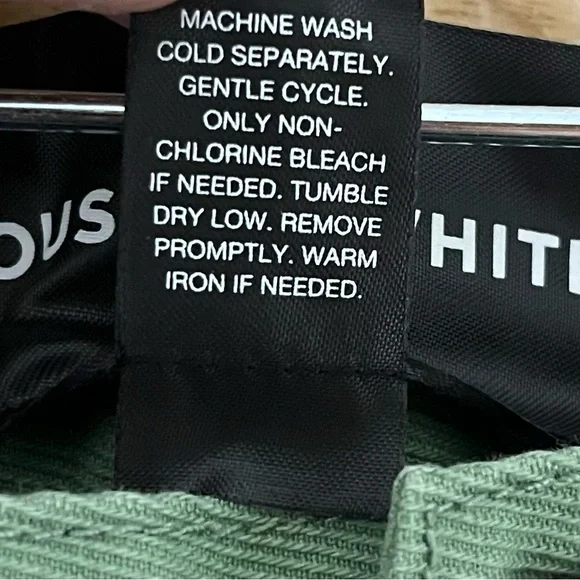 MACHINE WASH
COLD SEPARATELY.
GENTLE CYCLE.
ONLY NON-
CHLORINE BLEACH
IF NEEDED. TUMBLE
DRY LOW. REMOVE
PROMPTLY. WARM
IRON IF NEEDED.